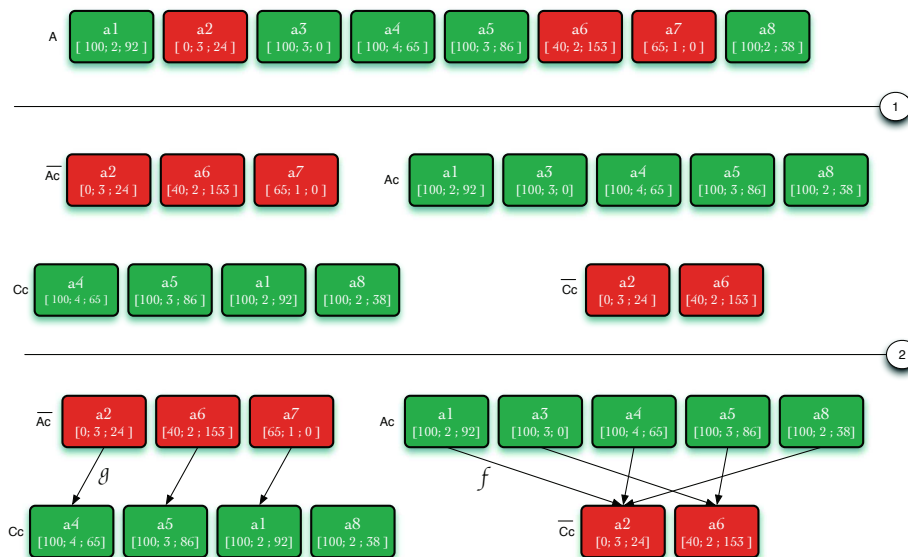 A
a1
[ 100; 2; 92 ]
a2
[ 0; 3 ; 24 ]
a3
[ 100; 3; 0 ]
a4
[ 100; 4; 65 ]
a5
[100; 3 ; 86 ]
a6
[ 40; 2; 153 ]
a7
[ 65; 1 ; 0 ]
a8
[ 100;2 ; 38 ]
1
A̅c̅
a2
[0; 3 ; 24 ]
a6
[40; 2 ; 153 ]
a7
[ 65; 1 ; 0 ]
Ac
a1
[100; 2; 92 ]
a3
[100; 3; 0]
a4
[100; 4; 65 ]
a5
[100; 3; 86]
a8
[100; 2 ; 38 ]
Cc
a4
[ 100; 4 ; 65 ]
a5
[100; 3 ; 86 ]
a1
[100; 2 ; 92]
a8
[100; 2 ; 38]
C̅c̅
a2
[0; 3 ; 24 ]
a6
[40; 2 ; 153 ]
2
A̅c̅
a2
[0; 3 ; 24 ]
a6
[40; 2 ; 153 ]
a7
[65; 1 ; 0 ]
Ac
a1
[100; 2 ; 92]
a3
[100; 3; 0]
a4
[100; 4 ; 65]
a5
[100; 3 ; 86]
a8
[100; 2 ; 38]
g
f
Cc
a4
[100; 4 ; 65]
a5
[100; 3 ; 86]
a1
[100; 2 ; 92]
a8
[100; 2 ; 38 ]
C̅c̅
a2
[0; 3 ; 24]
a6
[40; 2 ; 153 ]